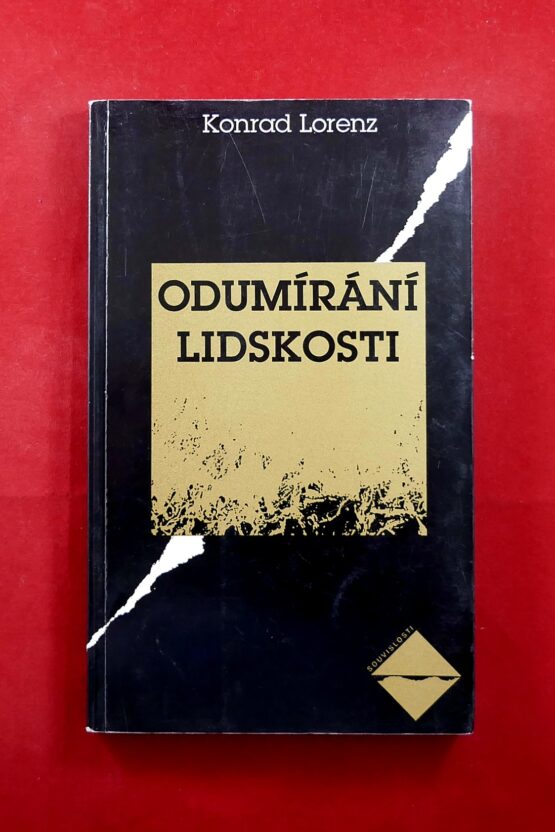 Konrad Lorenz
ODUMÍRÁNÍ
LIDSKOSTI
SOUVISLOSTI